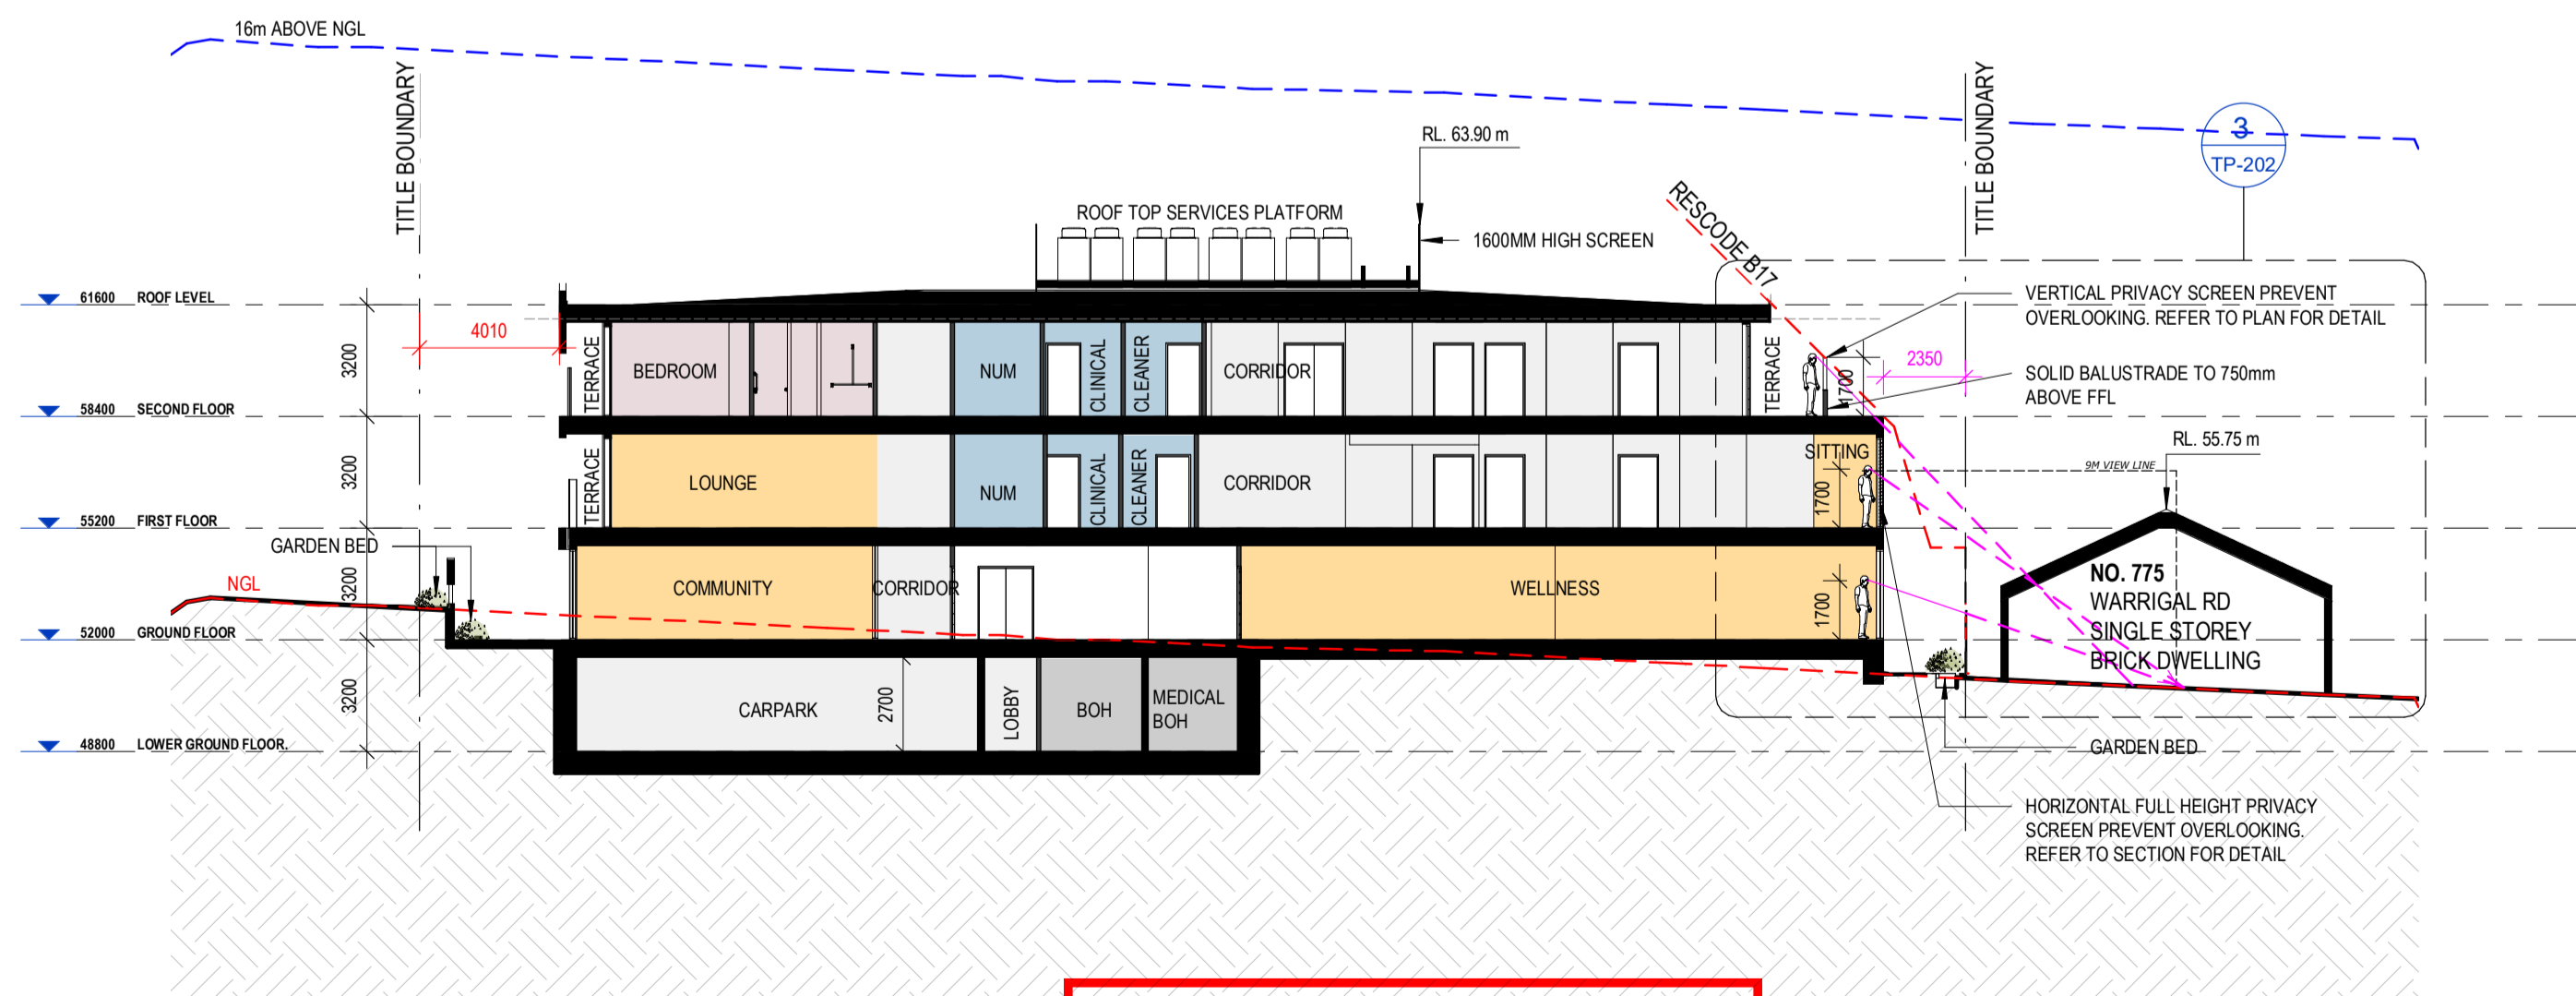 16m ABOVE NGL
TITLE BOUNDARY
TITLE BOUNDARY
3
TP-202
RL. 63.90 m
ROOF TOP SERVICES PLATFORM
1600MM HIGH SCREEN
RESCODE B17
61600 ROOF LEVEL
4010
VERTICAL PRIVACY SCREEN PREVENT
OVERLOOKING. REFER TO PLAN FOR DETAIL
3200
TERRACE
BEDROOM
NUM
CLINICAL
CLEANER
CORRIDOR
TERRACE
1700
2350
SOLID BALUSTRADE TO 750mm
ABOVE FFL
58400 SECOND FLOOR
RL. 55.75 m
3200
TERRACE
LOUNGE
NUM
CLINICAL
CLEANER
CORRIDOR
SITTING
1700
9M VIEW LINE
55200 FIRST FLOOR
GARDEN BED
NGL
3200
COMMUNITY
CORRIDOR
WELLNESS
1700
NO. 775
WARRIGAL RD
SINGLE STOREY
BRICK DWELLING
52000 GROUND FLOOR
3200
CARPARK
2700
LOBBY
BOH
MEDICAL
BOH
48800 LOWER GROUND FLOOR.
GARDEN BED
HORIZONTAL FULL HEIGHT PRIVACY
SCREEN PREVENT OVERLOOKING.
REFER TO SECTION FOR DETAIL